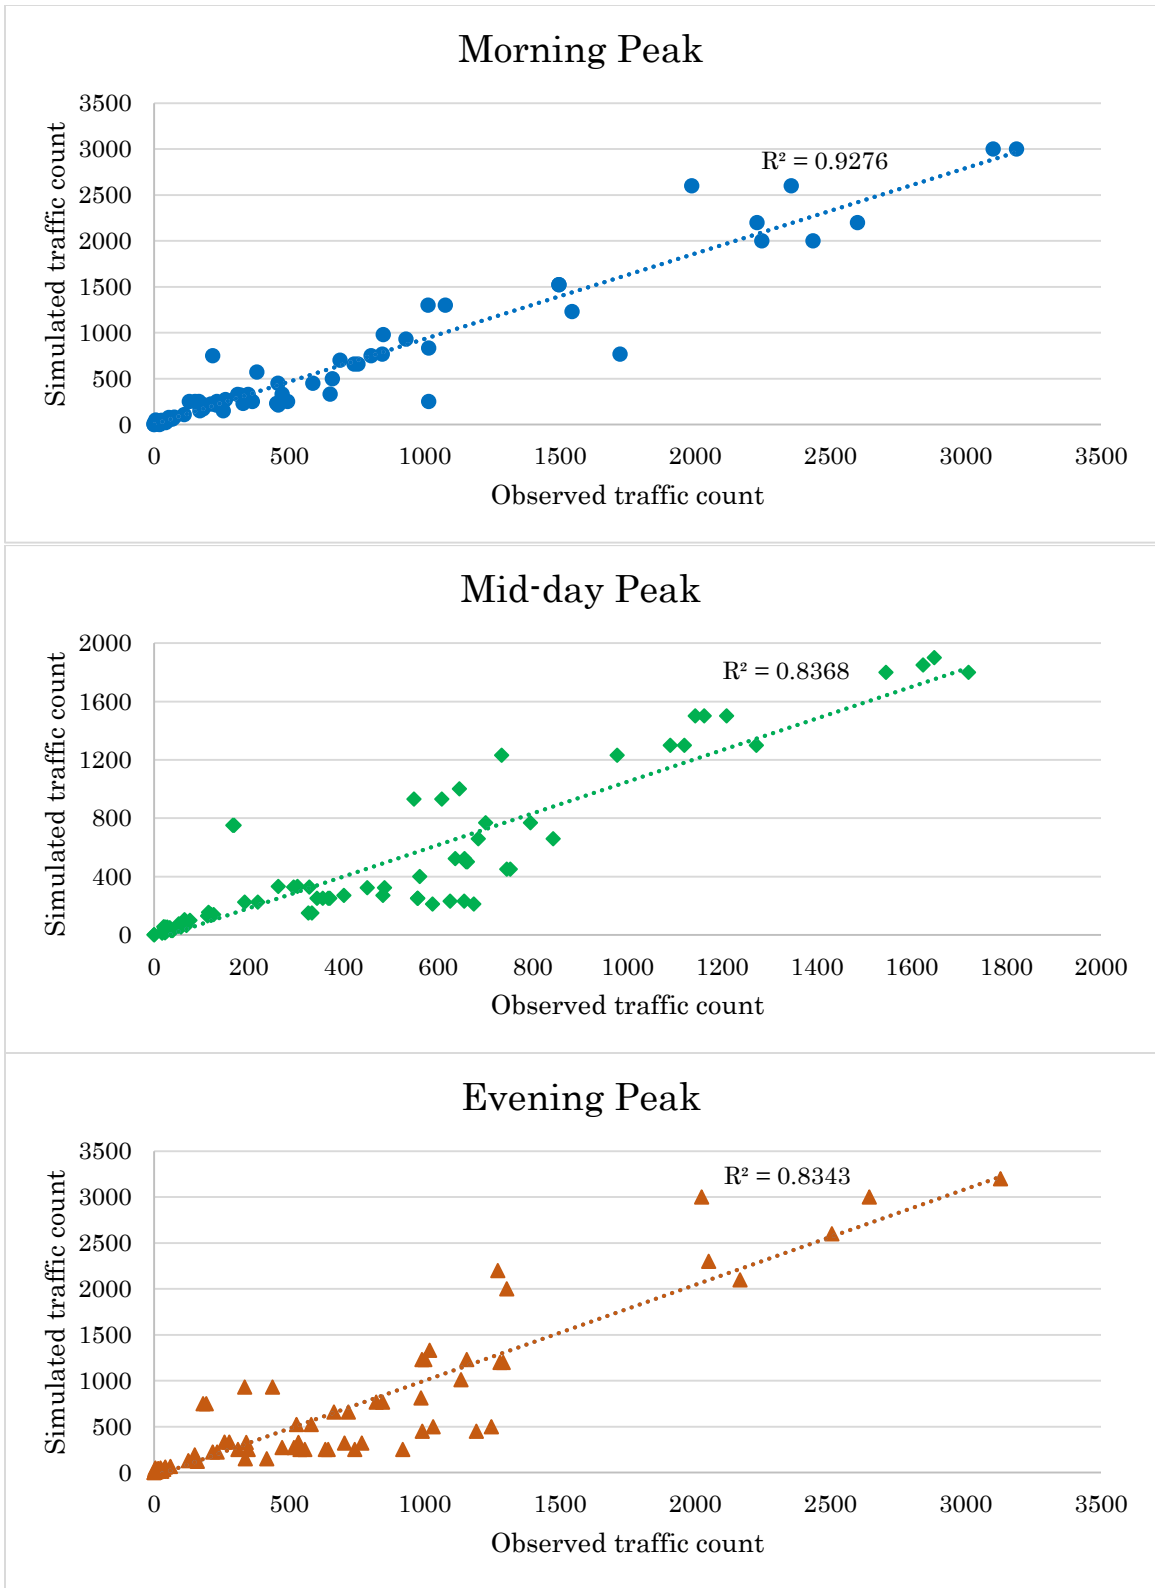 Morning Peak
3500
3000
2500
2000
1500
1000
500
0
Simulated traffic count
R² = 0.9276
0 500 1000 1500 2000 2500 3000 3500
Observed traffic count
Mid-day Peak
2000
1600
1200
800
400
0
Simulated traffic count
R² = 0.8368
0 200 400 600 800 1000 1200 1400 1600 1800 2000
Observed traffic count
Evening Peak
3500
3000
2500
2000
1500
1000
500
0
Simulated traffic count
R² = 0.8343
0 500 1000 1500 2000 2500 3000 3500
Observed traffic count